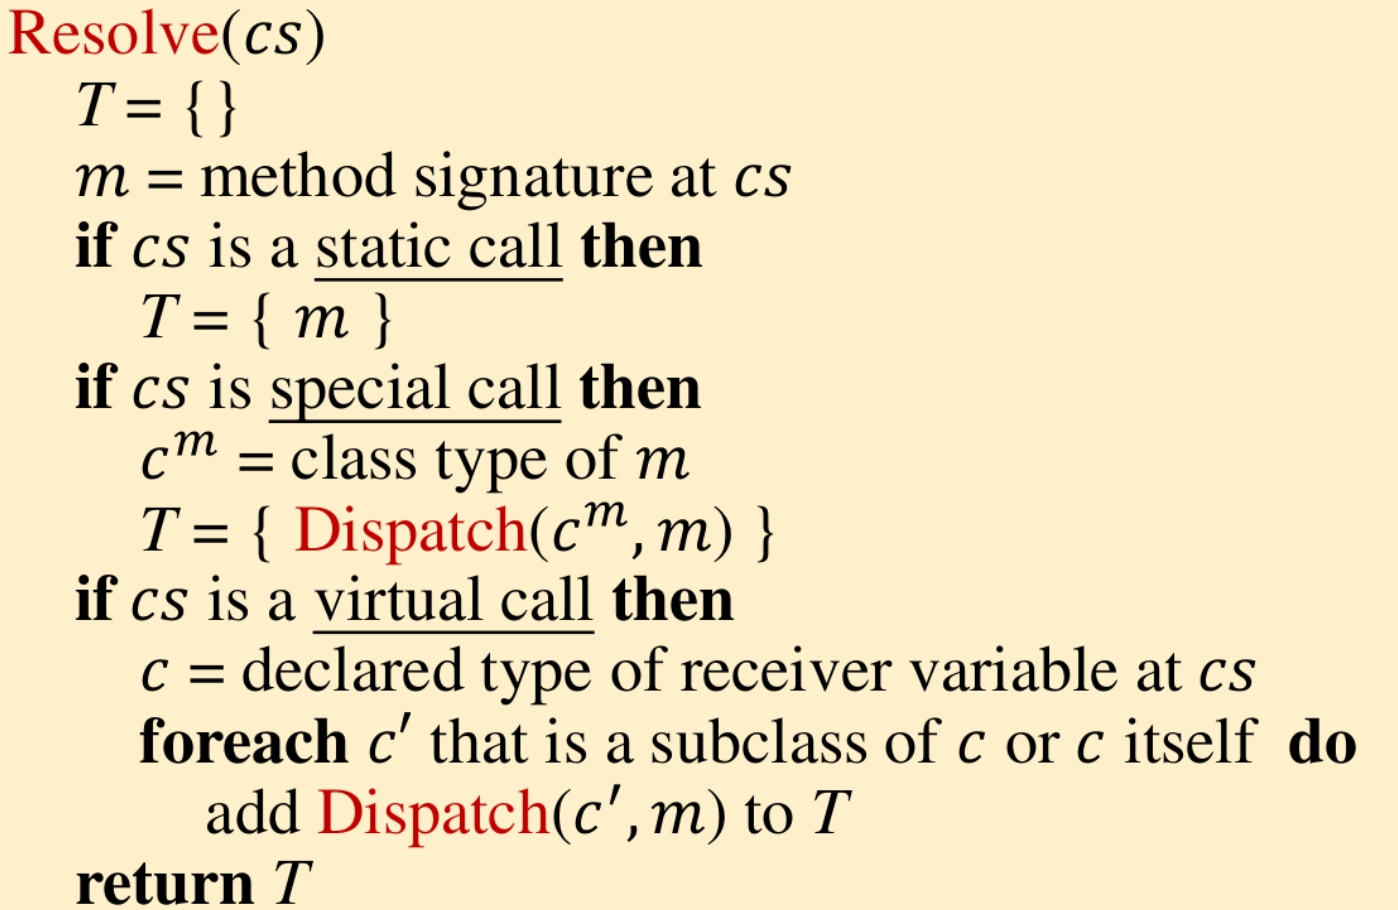 Resolve(cs)
T = { }
m = method signature at cs
if cs is a static call then
T = { m }
if cs is special call then
c^m = class type of m
T = { Dispatch(c^m, m) }
if cs is a virtual call then
c = declared type of receiver variable at cs
foreach c′ that is a subclass of c or c itself do
add Dispatch(c′, m) to T
return T